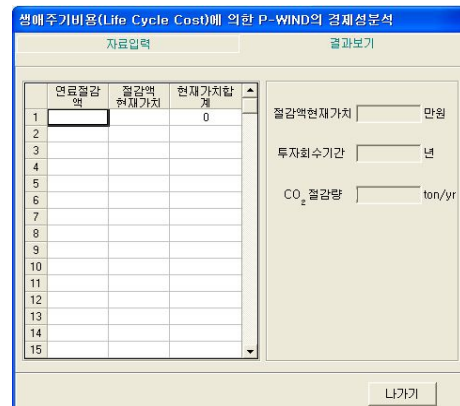 생애주기비용(Life Cycle Cost)에 의한 P-WIND의 경제성분석
자료입력 결과보기
연료절감액 절감액현재가치 현재가치합계
1 0
2
3
4
5
6
7
8
9
10
11
12
13
14
15
절감액현재가치 만원
투자회수기간 년
CO2 절감량 ton/yr
나가기